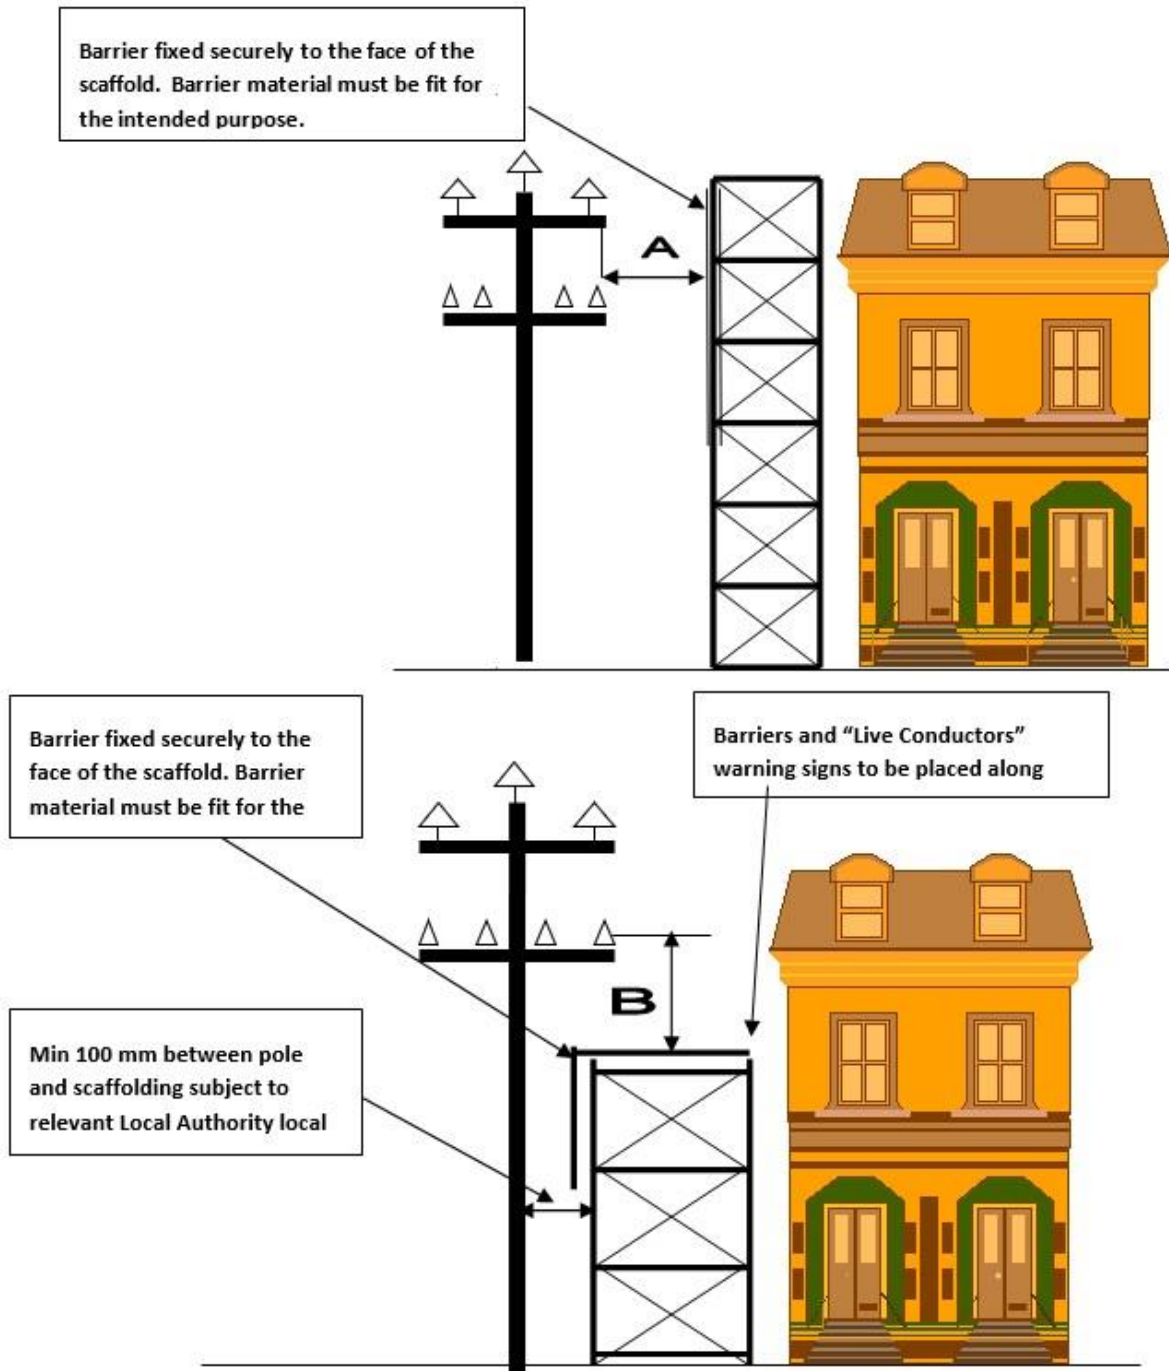 Barrier fixed securely to the face of the
scaffold.  Barrier material must be fit for
the intended purpose.
A
Barrier fixed securely to the
face of the scaffold. Barrier
material must be fit for the
Barriers and “Live Conductors”
warning signs to be placed along
B
Min 100 mm between pole
and scaffolding subject to
relevant Local Authority local